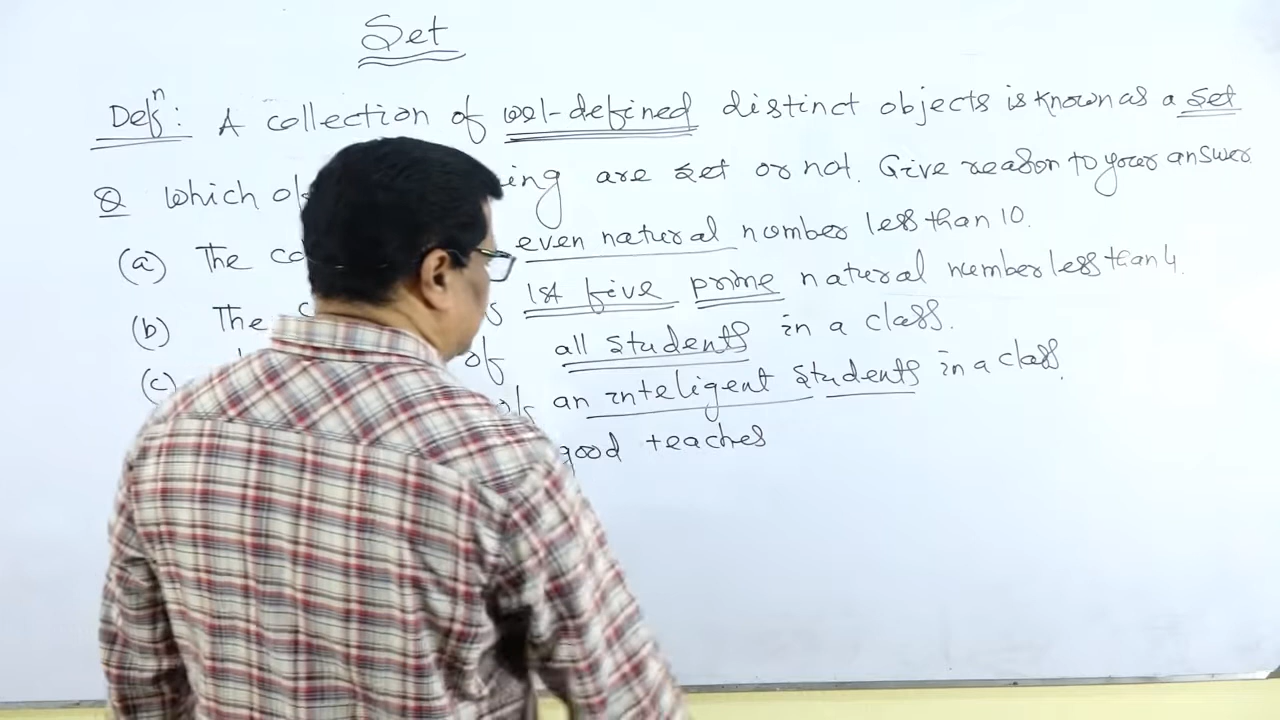 Set
Defn: A collection of wel-defined distinct objects is known as a set
Q Which of ing are set or not. Give reason to your answer.
(a) The co even natural number less than 10.
(b) The 1st five prime natural number less than 4.
(c) of all students in a class.
of an inteligent students in a class.
good teaches